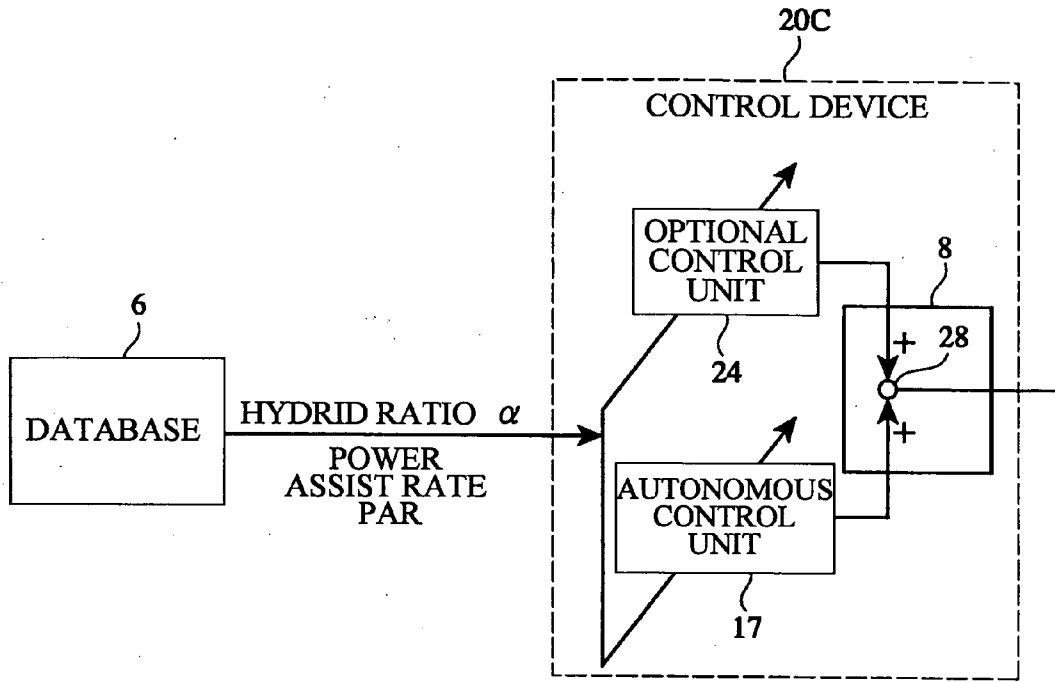 20C
CONTROL DEVICE
OPTIONAL
CONTROL
UNIT
24
8
+
28
+
6
DATABASE
HYDRID RATIO α
POWER
ASSIST RATE
PAR
AUTONOMOUS
CONTROL
UNIT
17